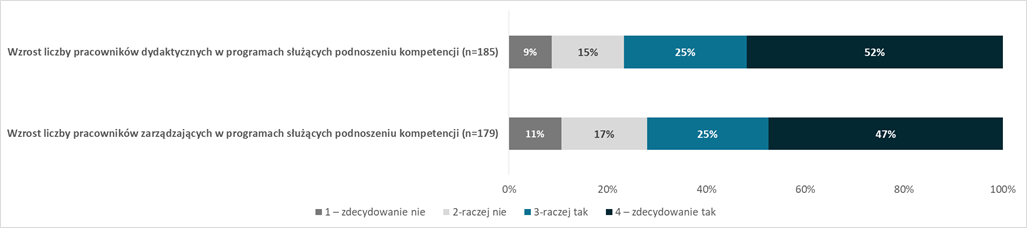 Wzrost liczby pracowników dydaktycznych w programach służących podnoszeniu kompetencji (n=185)
9% 15% 25% 52%
Wzrost liczby pracowników zarządzających w programach służących podnoszeniu kompetencji (n=179)
11% 17% 25% 47%
0% 20% 40% 60% 80% 100%
1 – zdecydowanie nie 2-raczej nie 3-raczej tak 4 – zdecydowanie tak